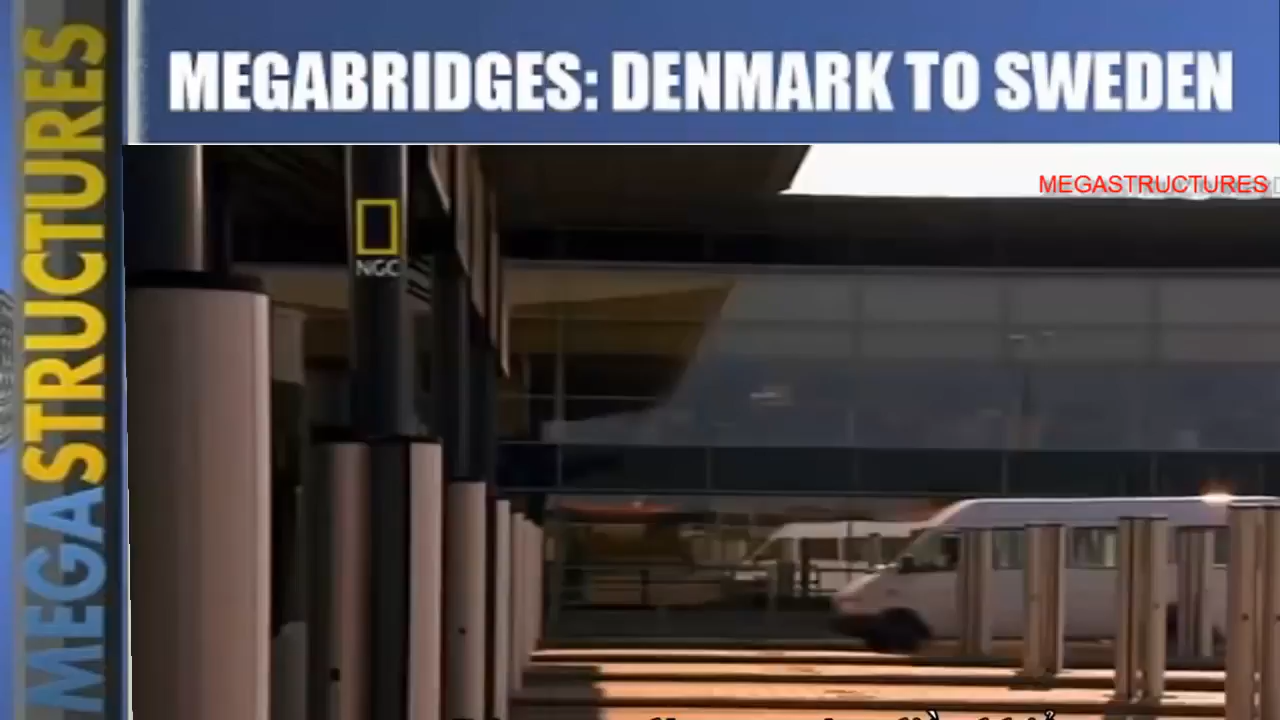 MEGABRIDGES: DENMARK TO SWEDEN
MEGASTRUCTURES
MEGASTRUCTURES
NGC